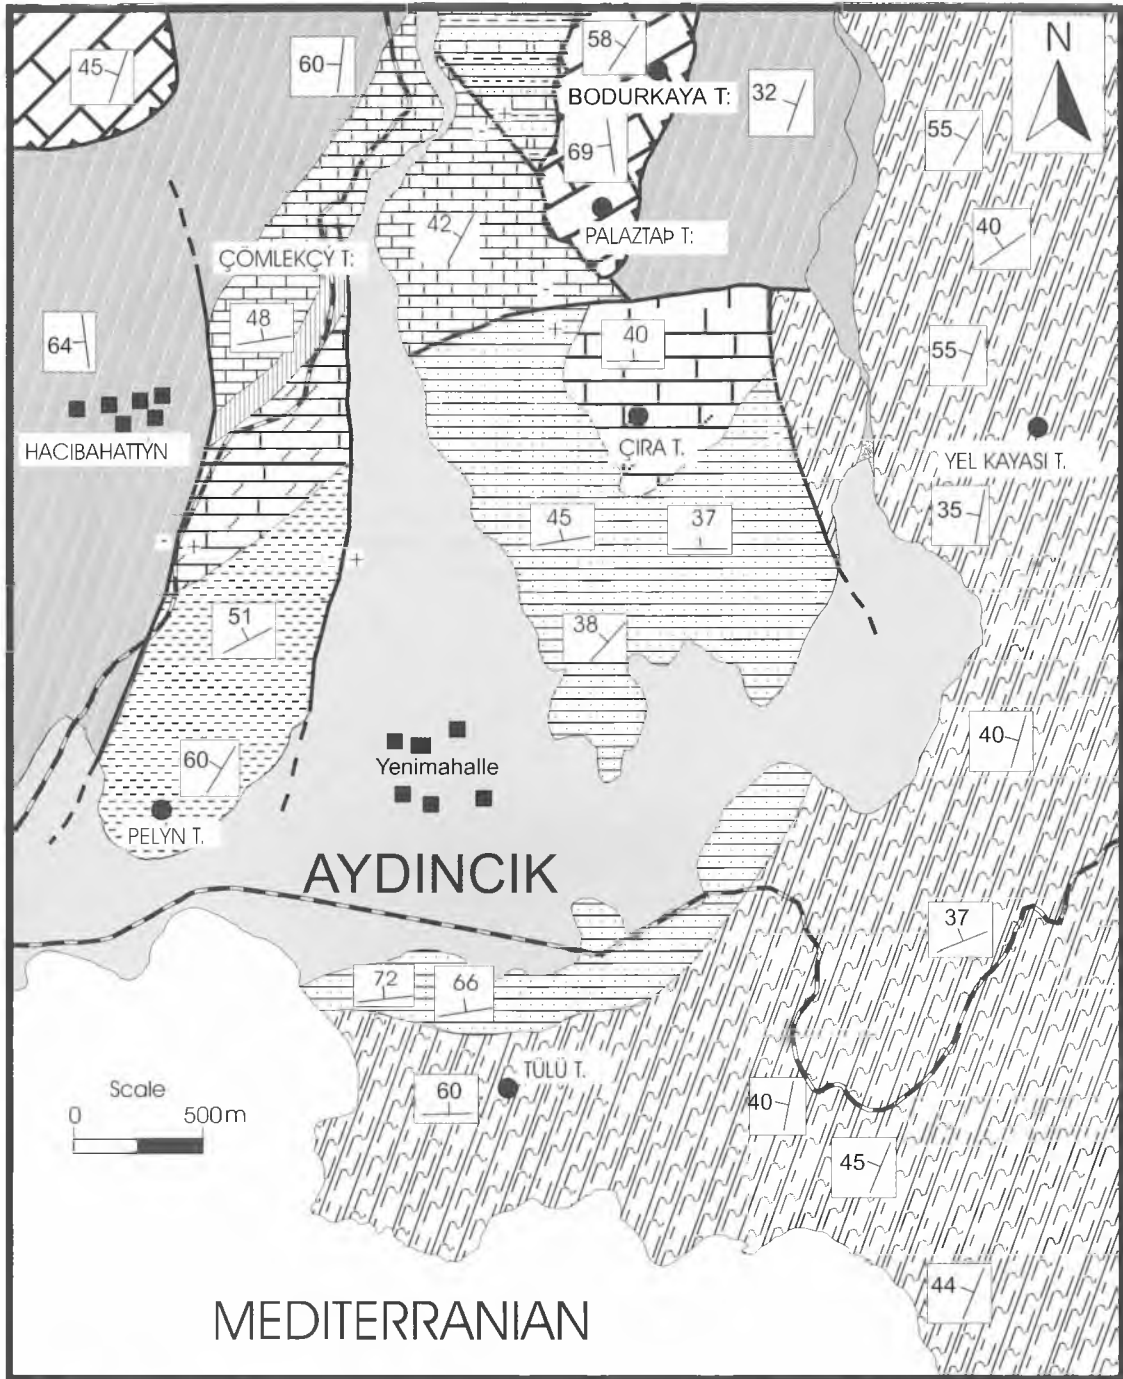 N
45
60
58
BODURKAYA T:
32
55
69
40
42
PALAZTAÞ T:
ÇÖMLEKÇÝ T:
48
40
64
55
HACIBAHATTÝN
ÇIRA T.
YEL KAYASI T.
35
45
37
51
38
40
60
Yenimahalle
PELÝN T.
AYDINCIK
37
72
66
TÜLÜ T.
60
40
Scale
0
500m
45
44
MEDITERRANIAN